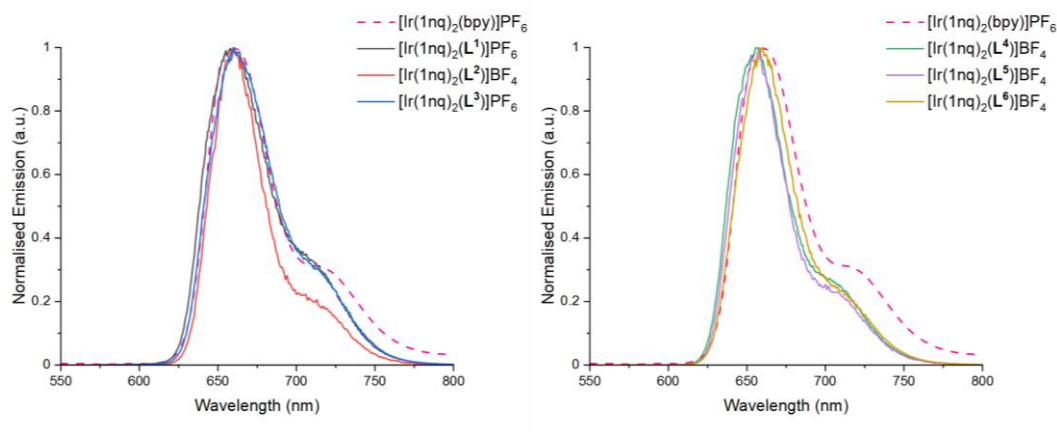 [Ir(1nq)2(bpy)]PF6
[Ir(1nq)2(L1)]PF6
[Ir(1nq)2(L2)]BF4
[Ir(1nq)2(L3)]PF6
1
0.8
0.6
0.4
0.2
0
Normalised Emission (a.u.)
550
600
650
700
750
800
Wavelength (nm)
[Ir(1nq)2(bpy)]PF6
[Ir(1nq)2(L4)]BF4
[Ir(1nq)2(L5)]BF4
[Ir(1nq)2(L6)]BF4
1
0.8
0.6
0.4
0.2
0
Normalised Emission (a.u.)
550
600
650
700
750
800
Wavelength (nm)